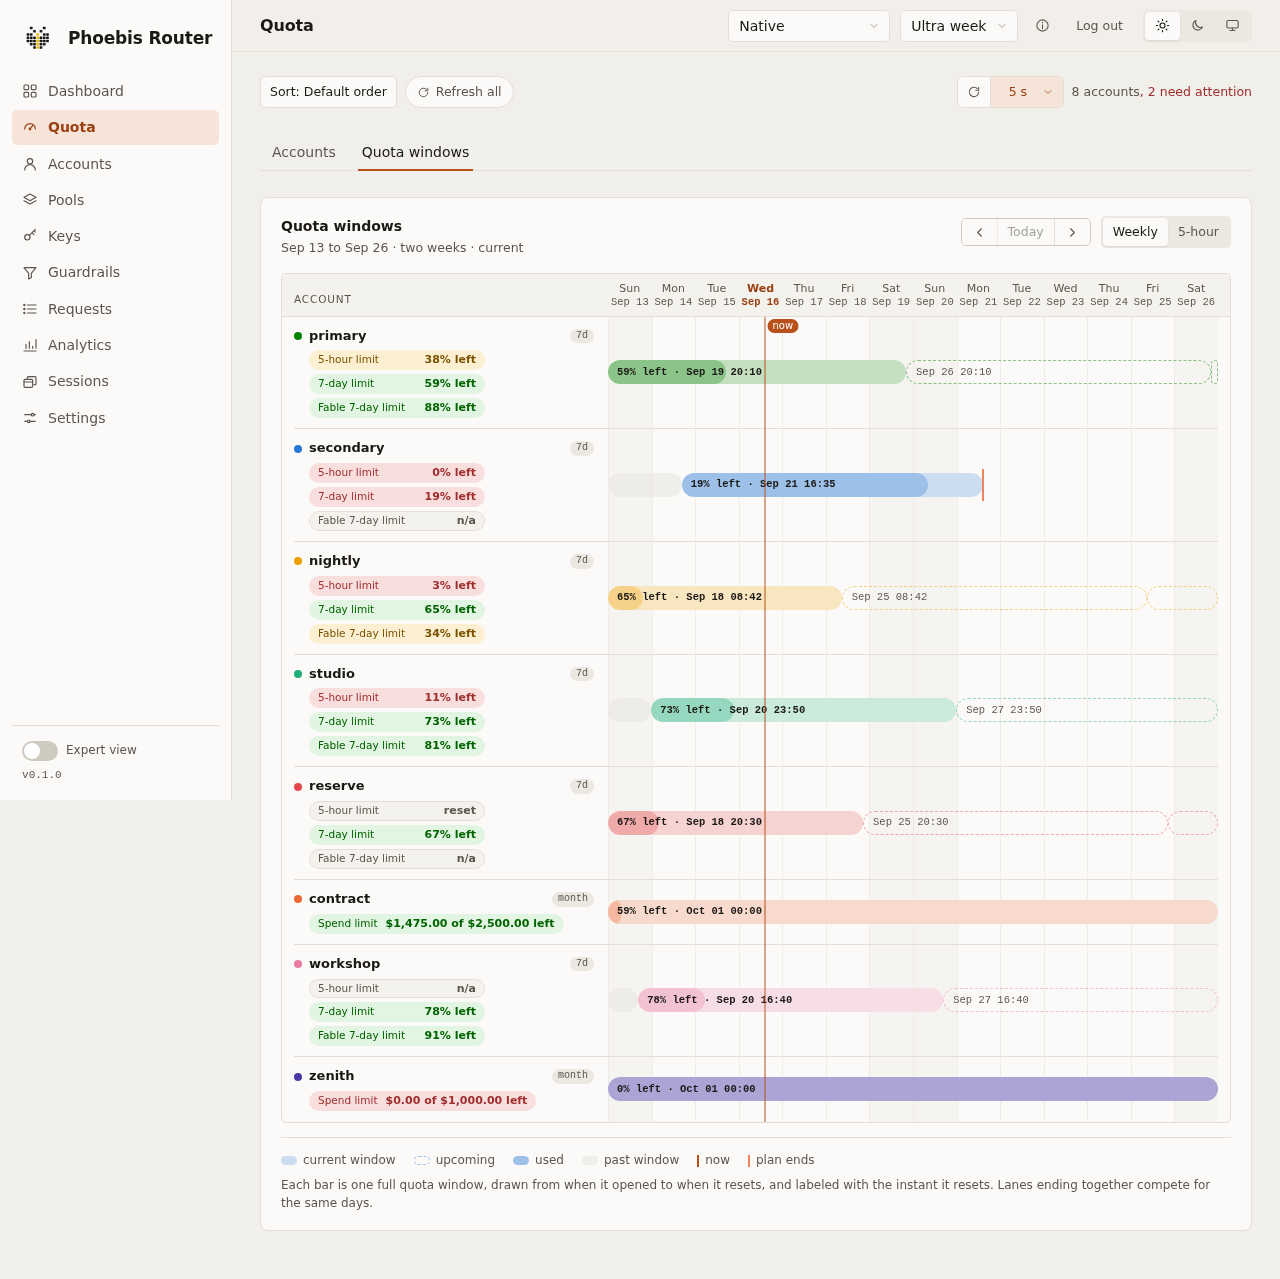 Phoebis Router
Dashboard
Quota
Accounts
Pools
Keys
Guardrails
Requests
Analytics
Sessions
Settings
Expert view
v0.1.0
Quota
Native
Ultra week
Log out
Sort: Default order
Refresh all
5 s
8 accounts, 2 need attention
Accounts
Quota windows
Quota windows
Sep 13 to Sep 26 · two weeks · current
Today
Weekly
5-hour
ACCOUNT
Sun Mon Tue Wed Thu Fri Sat Sun Mon Tue Wed Thu Fri Sat
Sep 13 Sep 14 Sep 15 Sep 16 Sep 17 Sep 18 Sep 19 Sep 20 Sep 21 Sep 22 Sep 23 Sep 24 Sep 25 Sep 26
now
primary 7d
5-hour limit 38% left
7-day limit 59% left
Fable 7-day limit 88% left
59% left · Sep 19 20:10
Sep 26 20:10
secondary 7d
5-hour limit 0% left
7-day limit 19% left
Fable 7-day limit n/a
19% left · Sep 21 16:35
nightly 7d
5-hour limit 3% left
7-day limit 65% left
Fable 7-day limit 34% left
65% left · Sep 18 08:42
Sep 25 08:42
studio 7d
5-hour limit 11% left
7-day limit 73% left
Fable 7-day limit 81% left
73% left · Sep 20 23:50
Sep 27 23:50
reserve 7d
5-hour limit reset
7-day limit 67% left
Fable 7-day limit n/a
67% left · Sep 18 20:30
Sep 25 20:30
contract month
Spend limit $1,475.00 of $2,500.00 left
59% left · Oct 01 00:00
workshop 7d
5-hour limit n/a
7-day limit 78% left
Fable 7-day limit 91% left
78% left · Sep 20 16:40
Sep 27 16:40
zenith month
Spend limit $0.00 of $1,000.00 left
0% left · Oct 01 00:00
current window upcoming used past window now plan ends
Each bar is one full quota window, drawn from when it opened to when it resets, and labeled with the instant it resets. Lanes ending together compete for
the same days.